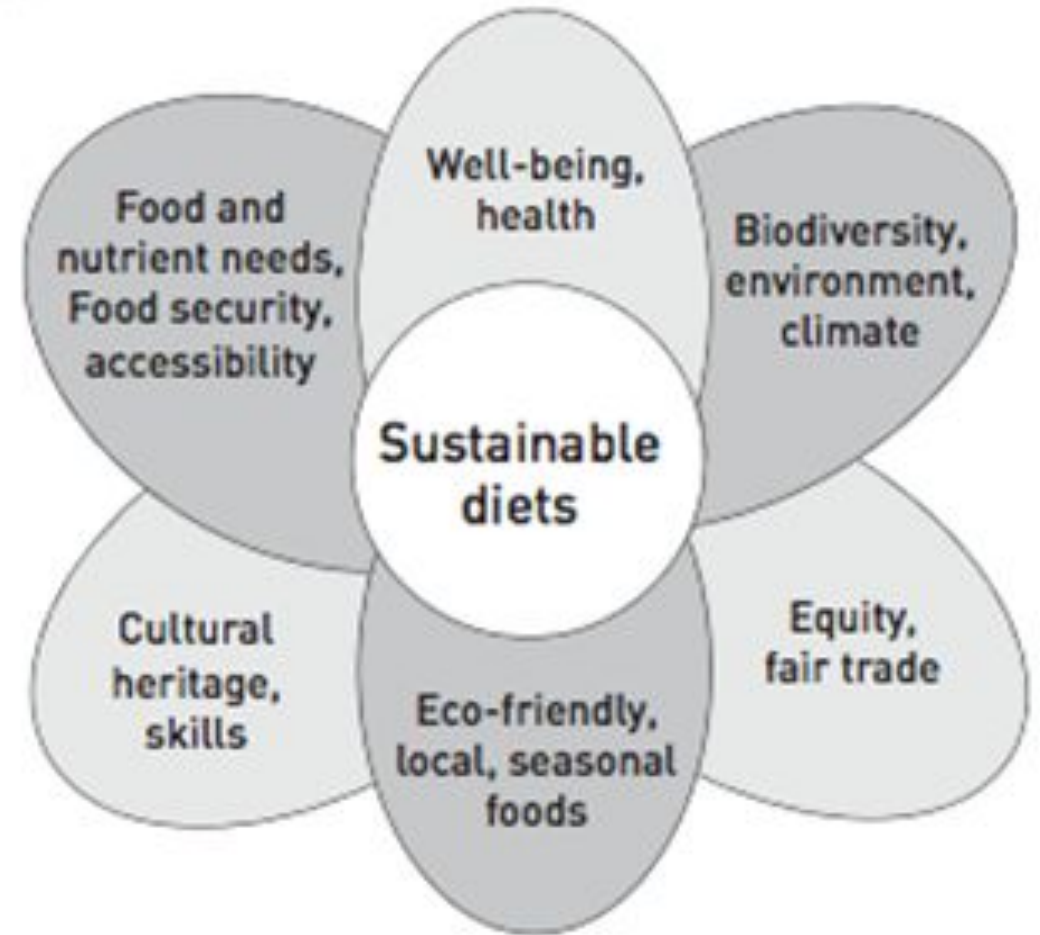 Well-being,
health
Biodiversity,
environment,
climate
Equity,
fair trade
Eco-friendly,
local, seasonal
foods
Cultural
heritage,
skills
Food and
nutrient needs,
Food security,
accessibility
Sustainable
diets